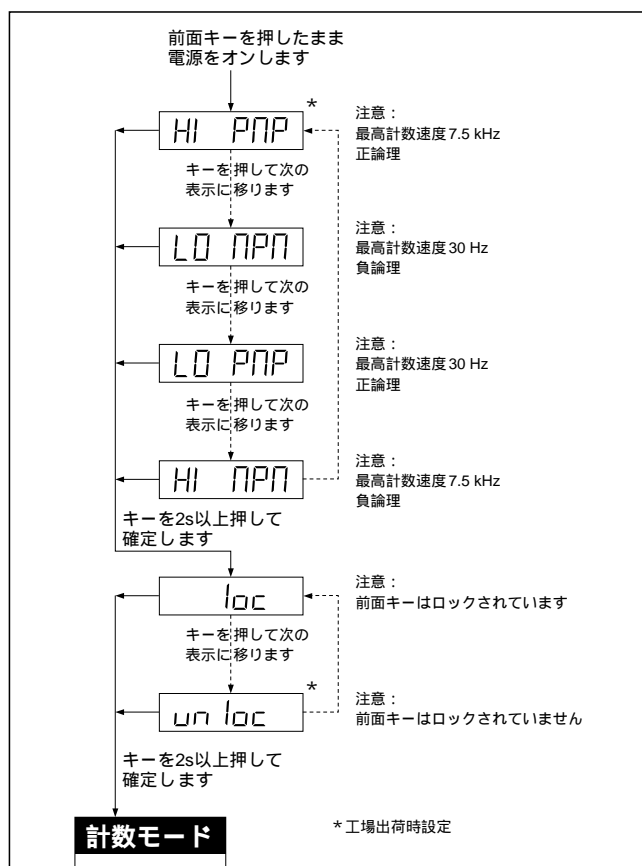 前面キーを押したまま
電源をオンします
*
HI PNP
注意：
最高計数速度7.5 kHz
正論理
キーを押して次の
表示に移ります
LO NPN
注意：
最高計数速度30 Hz
負論理
キーを押して次の
表示に移ります
LO PNP
注意：
最高計数速度30 Hz
正論理
キーを押して次の
表示に移ります
HI NPN
注意：
最高計数速度7.5 kHz
負論理
キーを2s以上押して
確定します
loc
注意：
前面キーはロックされています
キーを押して次の
表示に移ります
*
un loc
注意：
前面キーはロックされていません
キーを2s以上押して
確定します
計数モード
*工場出荷時設定